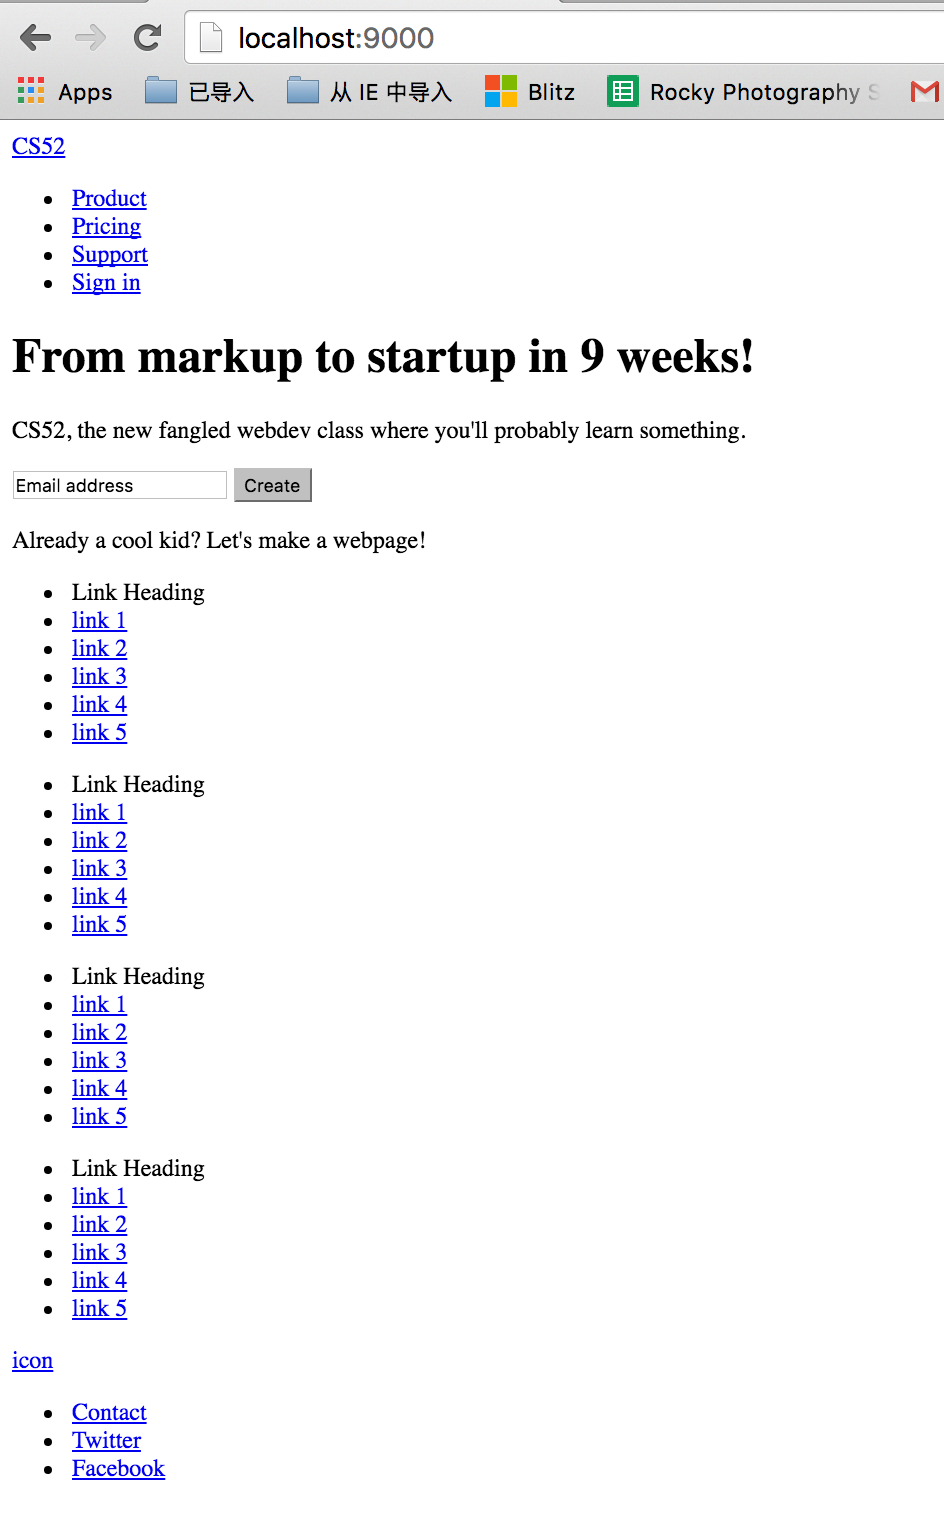 localhost:9000
Apps 已导入 从 IE 中导入 Blitz Rocky Photography S
CS52
Product
Pricing
Support
Sign in
From markup to startup in 9 weeks!
CS52, the new fangled webdev class where you'll probably learn something.
Email address Create
Already a cool kid? Let's make a webpage!
Link Heading
link 1
link 2
link 3
link 4
link 5
Link Heading
link 1
link 2
link 3
link 4
link 5
Link Heading
link 1
link 2
link 3
link 4
link 5
Link Heading
link 1
link 2
link 3
link 4
link 5
icon
Contact
Twitter
Facebook